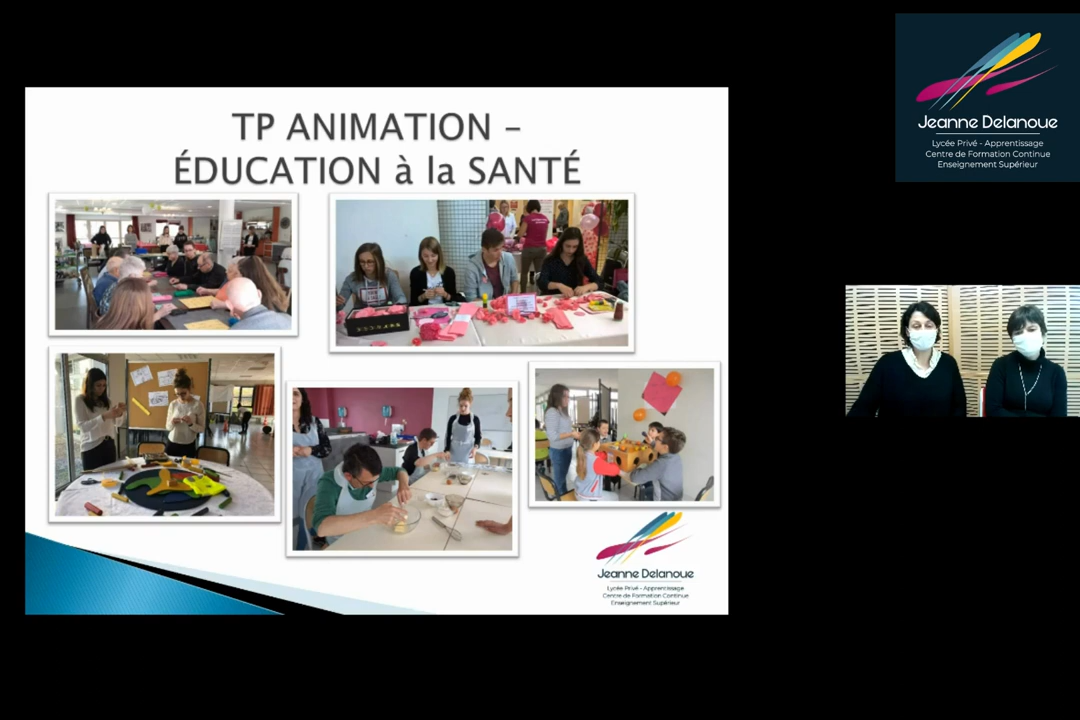 TP ANIMATION –
ÉDUCATION à la SANTÉ
Jeanne Delanoue
Lycée Privé - Apprentissage
Centre de Formation Continue
Enseignement Supérieur
Jeanne Delanoue
Lycée Privé - Apprentissage
Centre de Formation Continue
Enseignement Supérieur